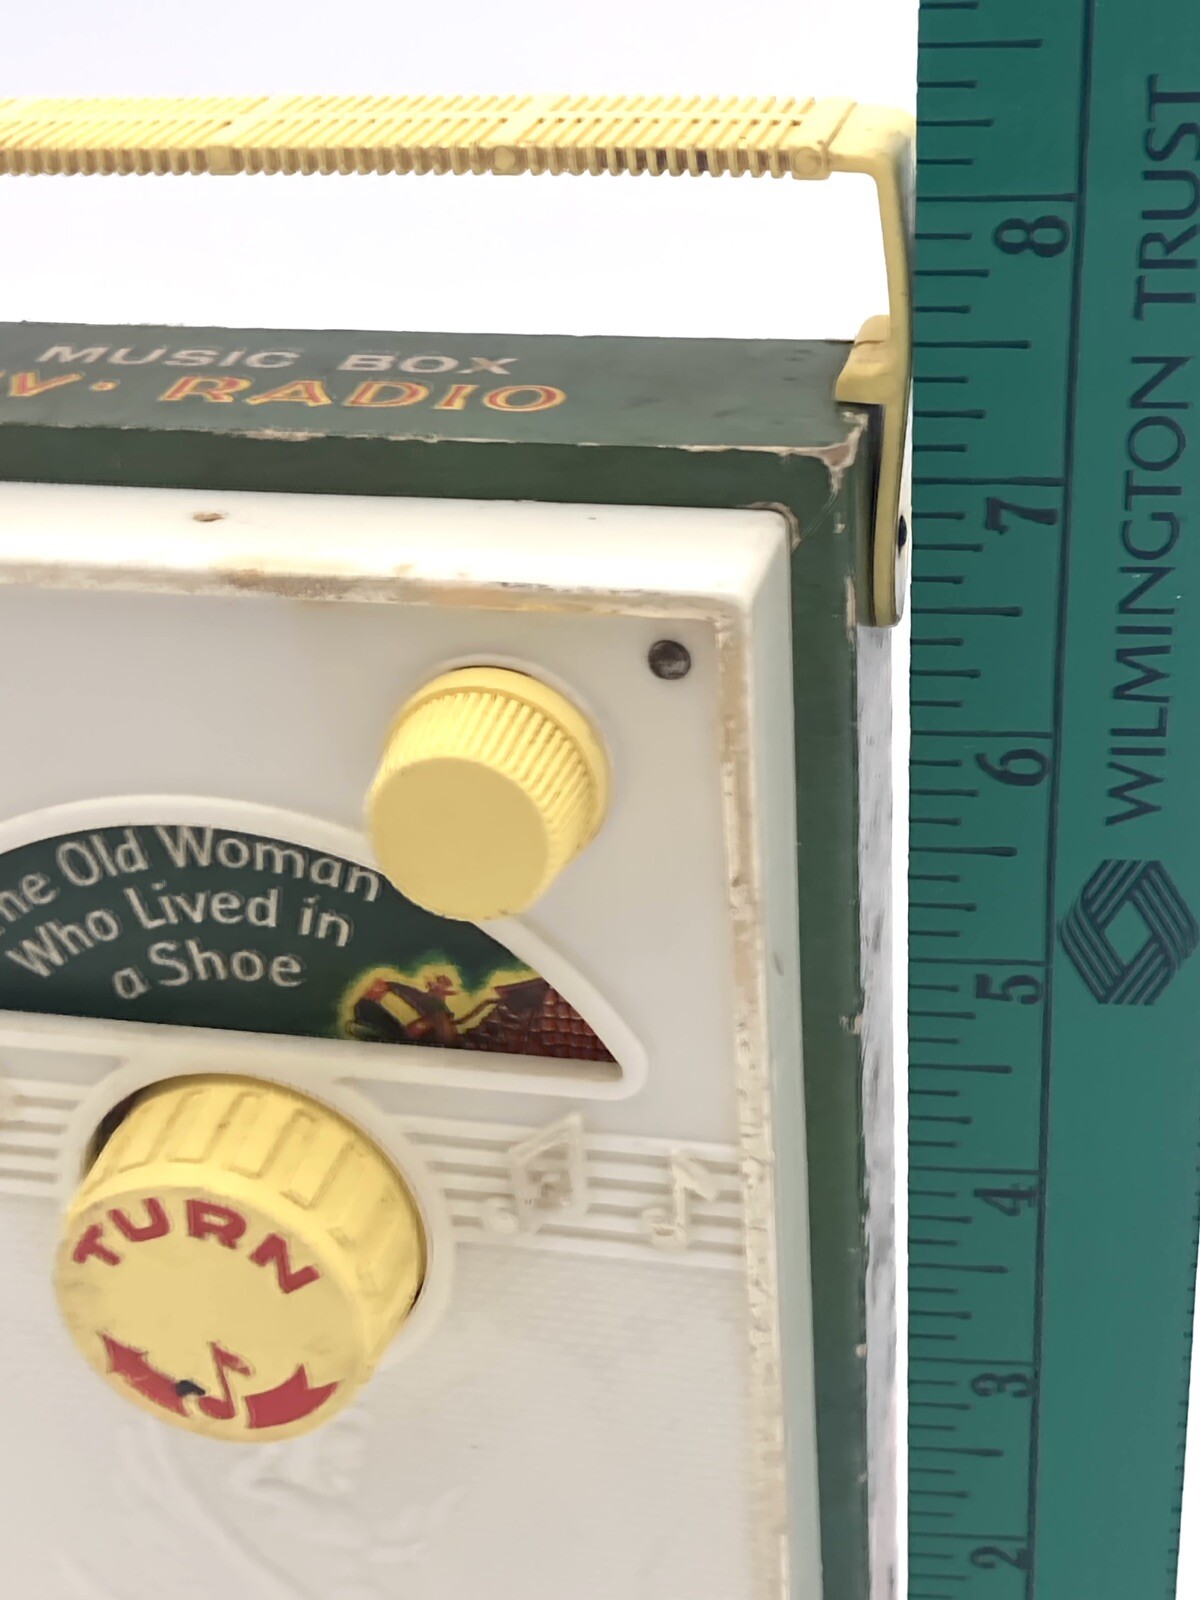 MUSIC BOX
TV· RADIO
The Old Woman
Who Lived in
a Shoe
TURN
8
7
6
5
4
3
2
WILMINGTON TRUST